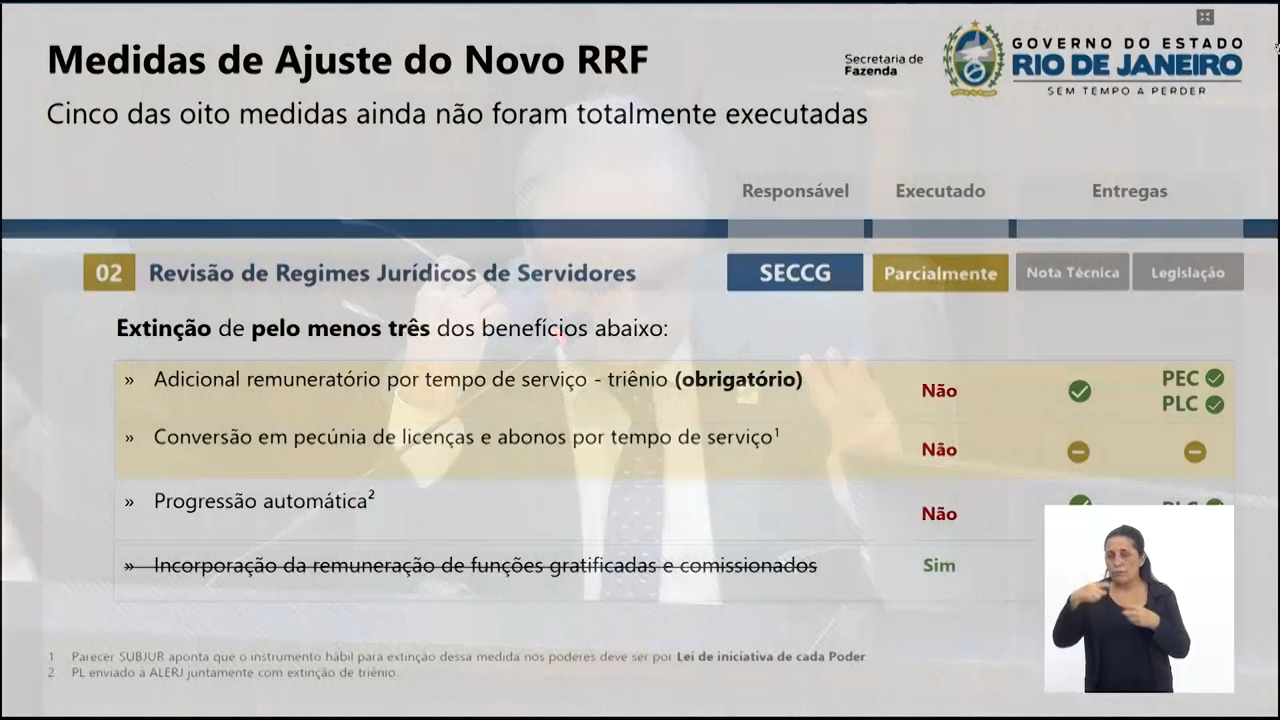 Medidas de Ajuste do Novo RRF
Cinco das oito medidas ainda não foram totalmente executadas
Secretaria de
Fazenda
GOVERNO DO ESTADO
RIO DE JANEIRO
SEM TEMPO A PERDER
Responsável Executado Entregas
02 Revisão de Regimes Jurídicos de Servidores SECCG Parcialmente Nota Técnica Legislação
Extinção de pelo menos três dos benefícios abaixo:
» Adicional remuneratório por tempo de serviço - triênio (obrigatório) Não PEC
PLC
» Conversão em pecúnia de licenças e abonos por tempo de serviço¹ Não
» Progressão automática² Não
» Incorporação da remuneração de funções gratificadas e comissionados Sim
1 Parecer SUBJUR aponta que o instrumento hábil para extinção dessa medida nos poderes deve ser por Lei de iniciativa de cada Poder
2 PL enviado à ALERJ juntamente com extinção de triênio.